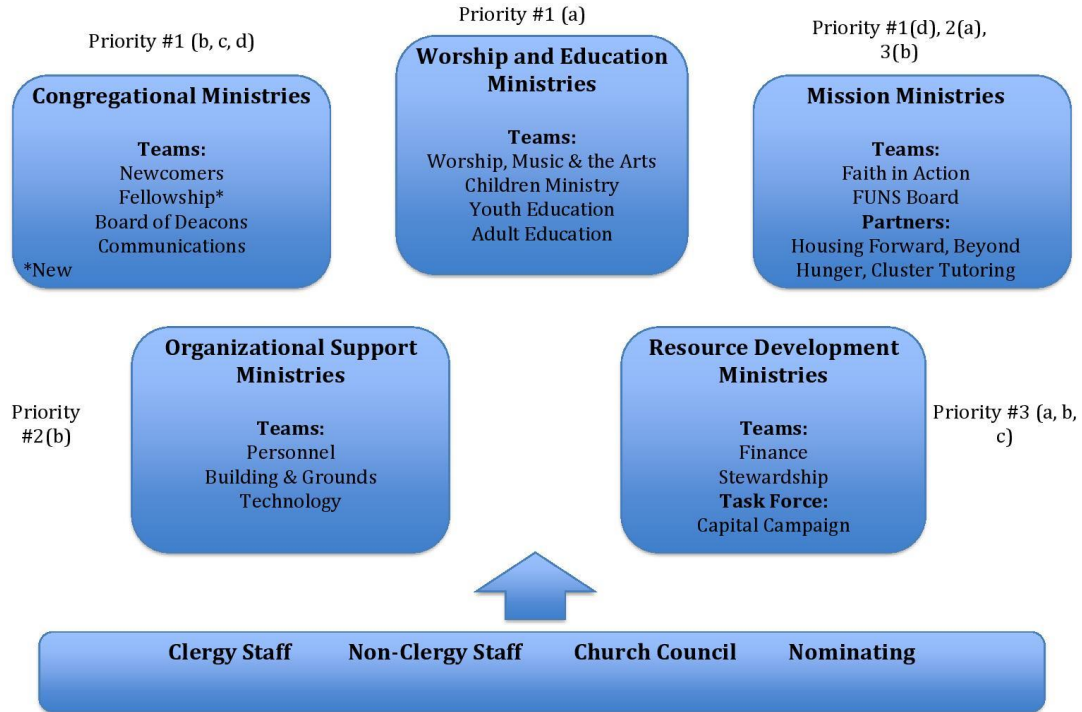 Priority #1 (b, c, d)
Congregational Ministries
Teams:
Newcomers
Fellowship*
Board of Deacons
Communications
*New
Priority #1 (a)
Worship and Education
Ministries
Teams:
Worship, Music & the Arts
Children Ministry
Youth Education
Adult Education
Priority #1(d), 2(a),
3(b)
Mission Ministries
Teams:
Faith in Action
FUNS Board
Partners:
Housing Forward, Beyond
Hunger, Cluster Tutoring
Priority
#2(b)
Organizational Support
Ministries
Teams:
Personnel
Building & Grounds
Technology
Resource Development
Ministries
Teams:
Finance
Stewardship
Task Force:
Capital Campaign
Priority #3 (a, b,
c)
Clergy Staff Non-Clergy Staff Church Council Nominating